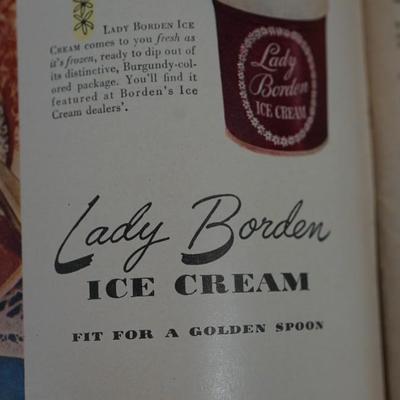 LADY BORDEN ICE
CREAM comes to you fresh as
it's frozen, ready to dip out of
its distinctive, Burgundy-col-
ored package. You'll find it
featured at Borden's Ice
Cream dealers'.
Lady
Borden
ICE CREAM
Lady Borden
ICE CREAM
FIT FOR A GOLDEN SPOON